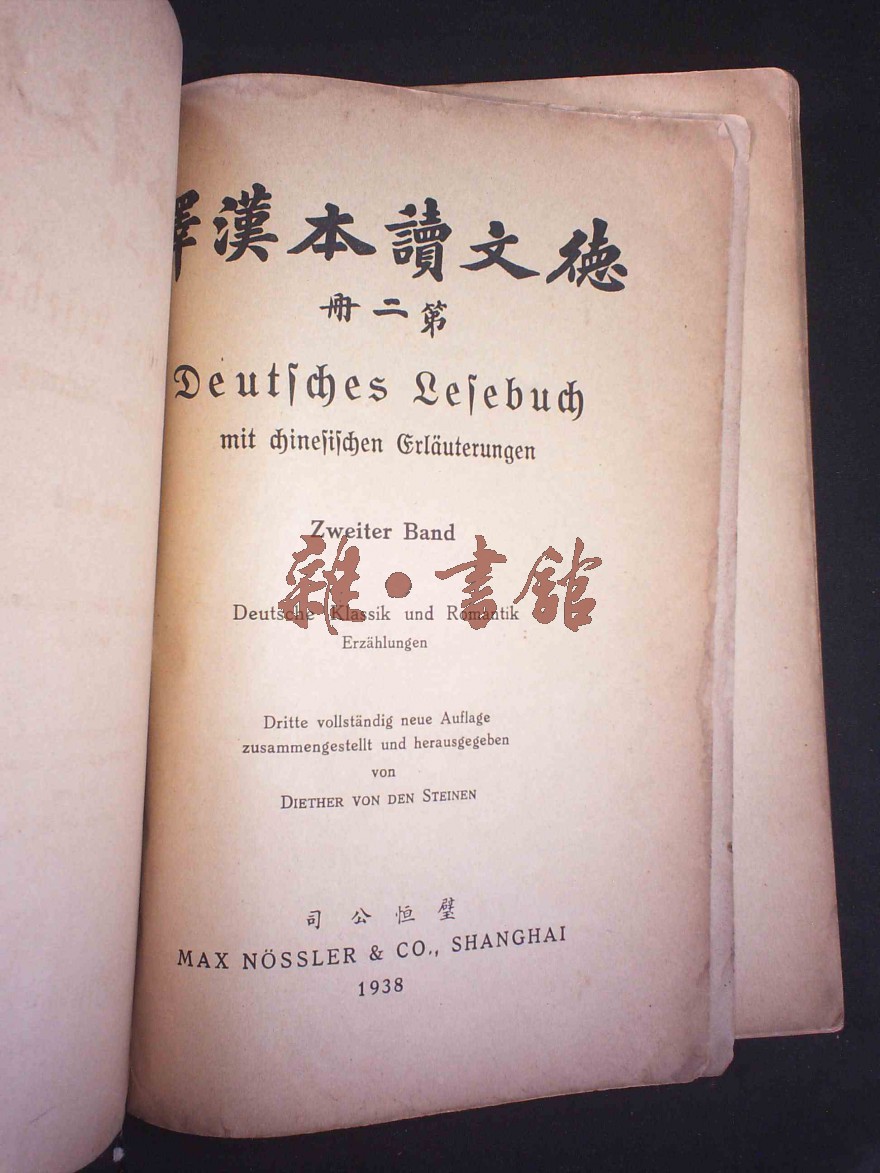 德文讀本漢
第二冊
Deutsches Lesebuch
mit chinesischen Erläuterungen
Zweiter Band
雜•書館
Deutsche Klassik und Romantik
Erzählungen
Dritte vollständig neue Auflage
zusammengestellt und herausgegeben
von
DIETHER VON DEN STEINEN
璧恒公司
MAX NÖSSLER & CO., SHANGHAI
1938